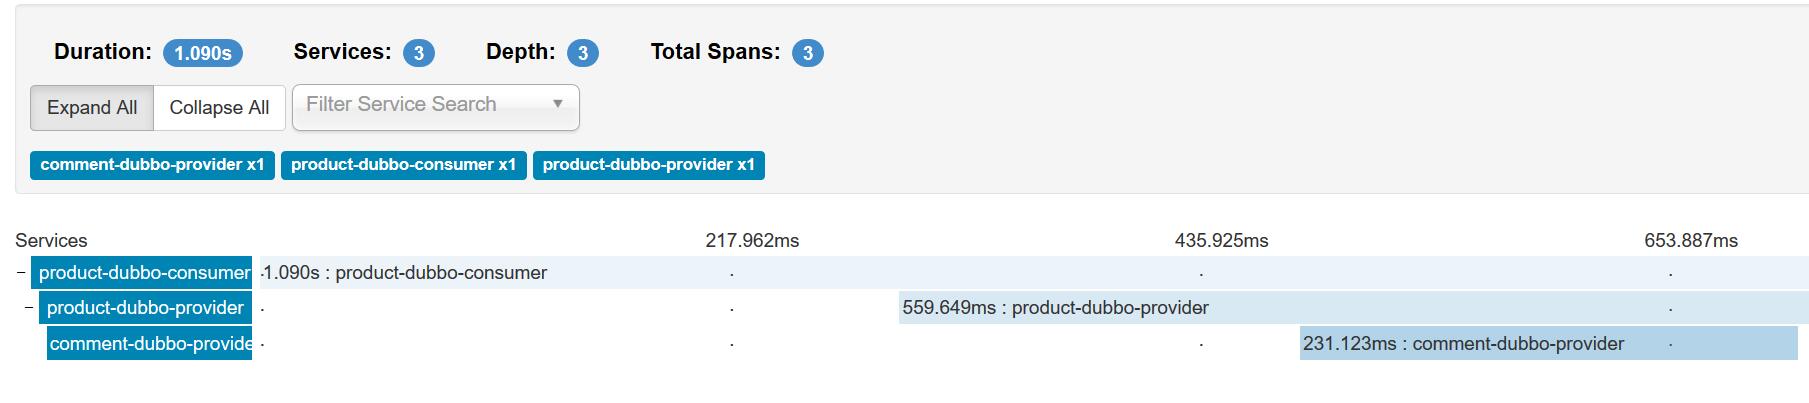 Duration: 1.090s Services: 3 Depth: 3 Total Spans: 3
Expand All Collapse All Filter Service Search
comment-dubbo-provider x1 product-dubbo-consumer x1 product-dubbo-provider x1
Services 217.962ms 435.925ms 653.887ms
− product-dubbo-consumer 1.090s : product-dubbo-consumer
− product-dubbo-provider 559.649ms : product-dubbo-provider
comment-dubbo-provide 231.123ms : comment-dubbo-provider